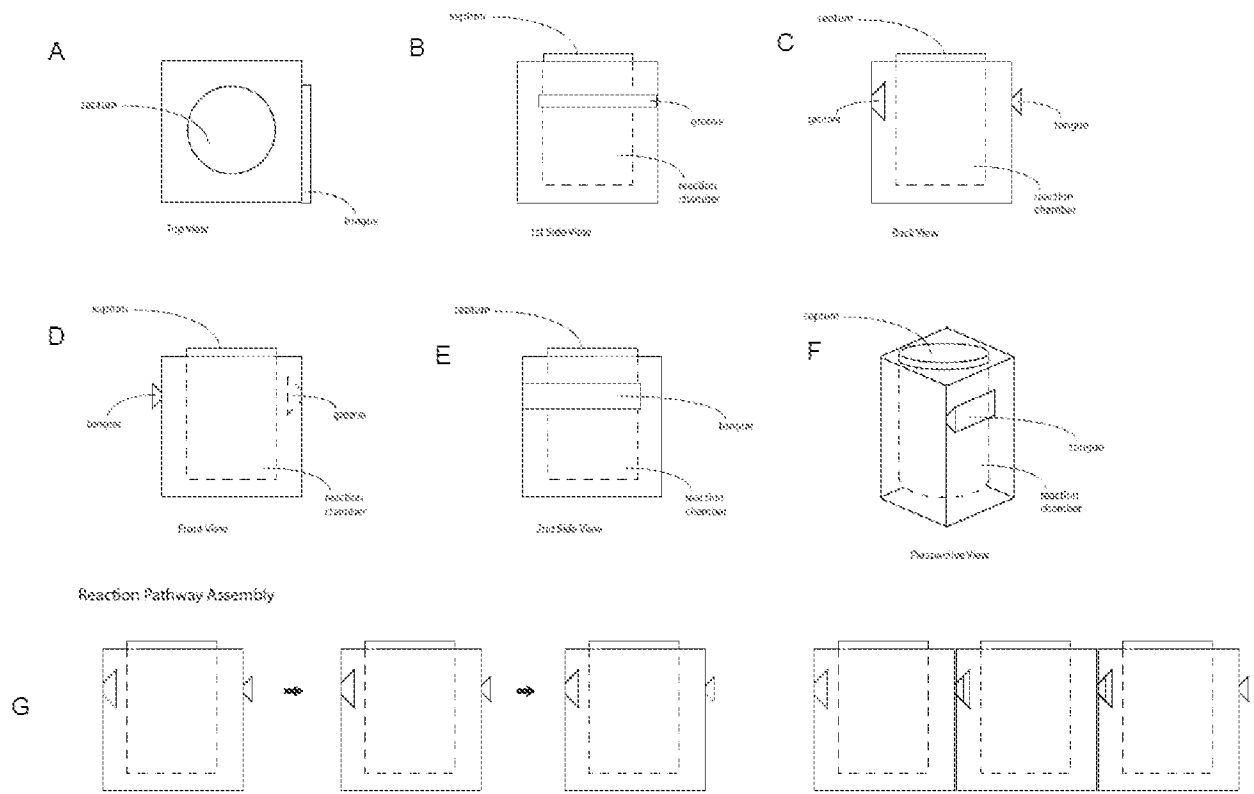 A
B
C
septum
septum
septum
groove
groove
tongue
tongue
reaction
chamber
reaction
chamber
Top View
1st Side View
Back View
D
E
F
septum
septum
septum
tongue
groove
tongue
tongue
reaction
chamber
reaction
chamber
reaction
chamber
Front View
2nd Side View
Perspective View
Reaction Pathway Assembly
G